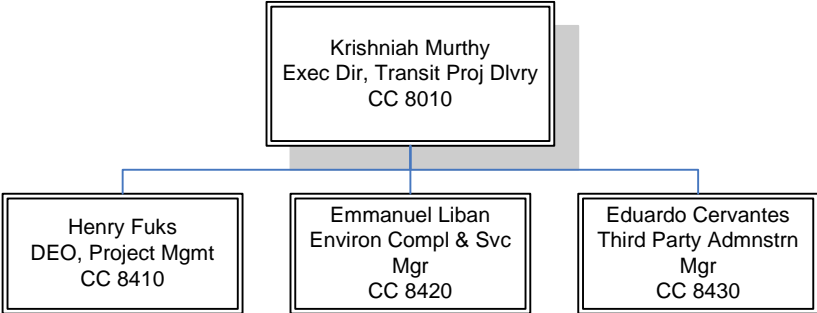 Krishniah Murthy
Exec Dir, Transit Proj Dlvry
CC 8010
Henry Fuks
DEO, Project Mgmt
CC 8410
Emmanuel Liban
Environ Compl & Svc
Mgr
CC 8420
Eduardo Cervantes
Third Party Admnstrn
Mgr
CC 8430